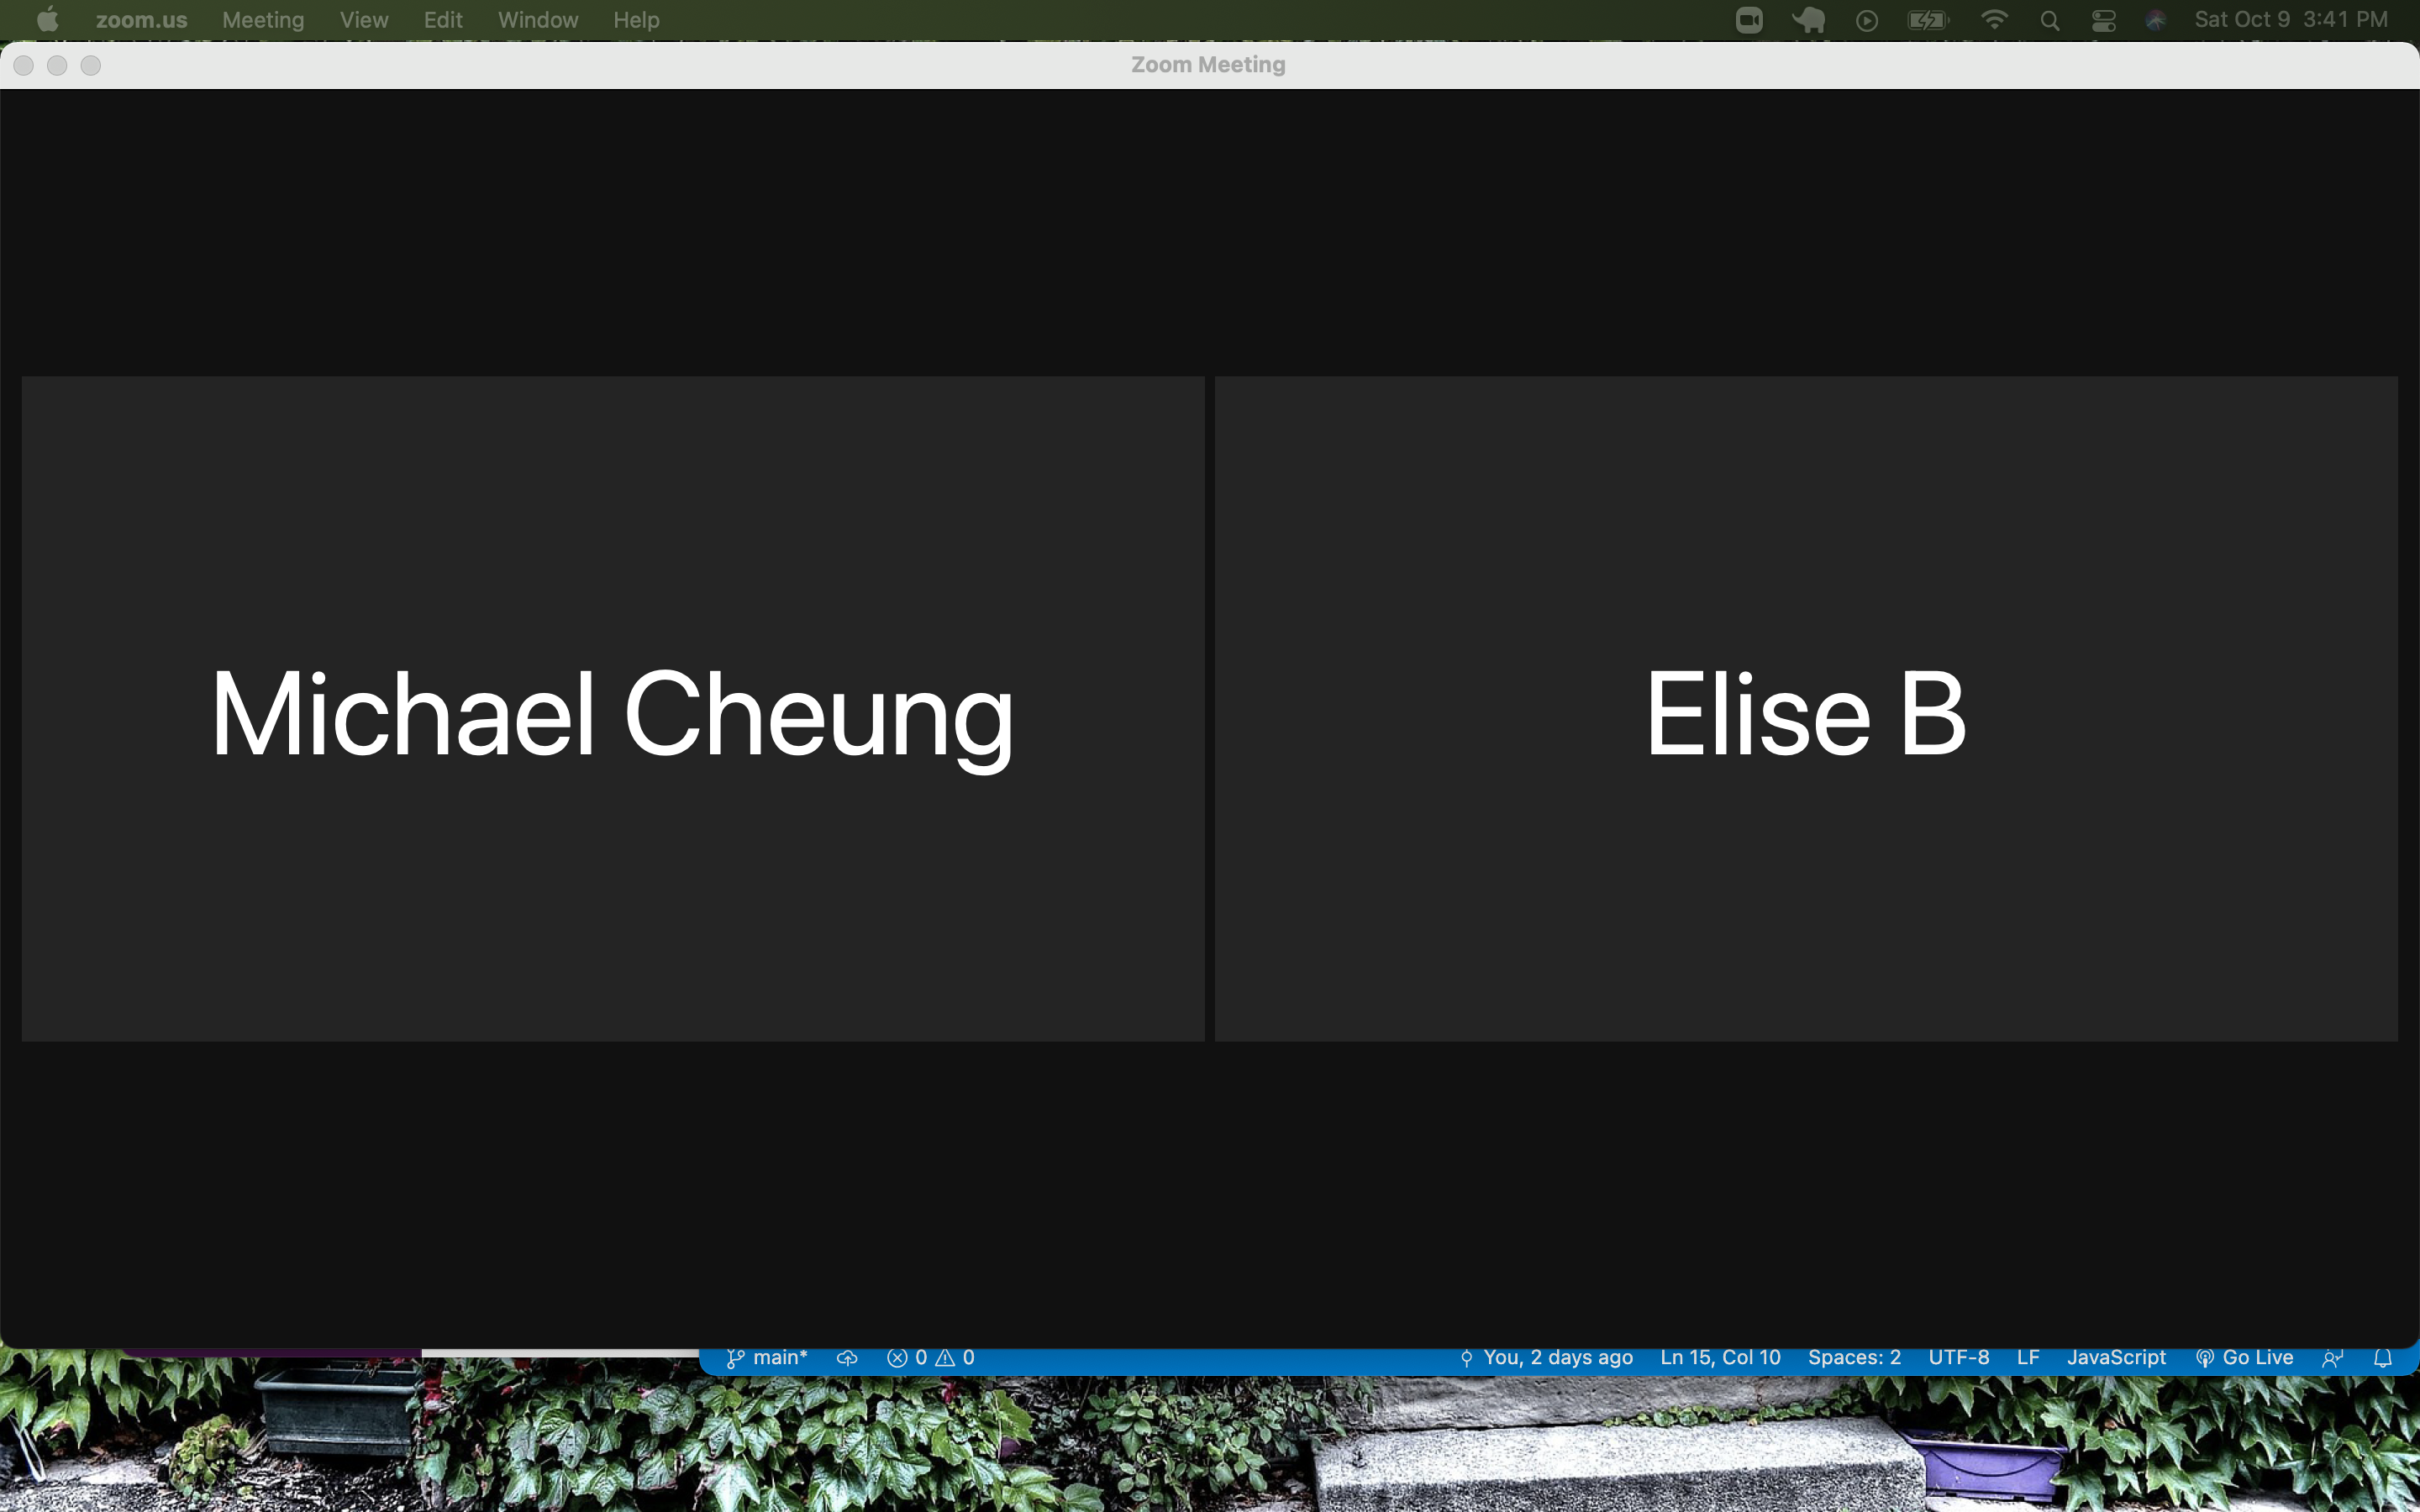 zoom.us Meeting View Edit Window Help Sat Oct 9 3:41 PM
Zoom Meeting
Michael Cheung Elise B
main* 0 0 You, 2 days ago Ln 15, Col 10 Spaces: 2 UTF-8 LF JavaScript Go Live